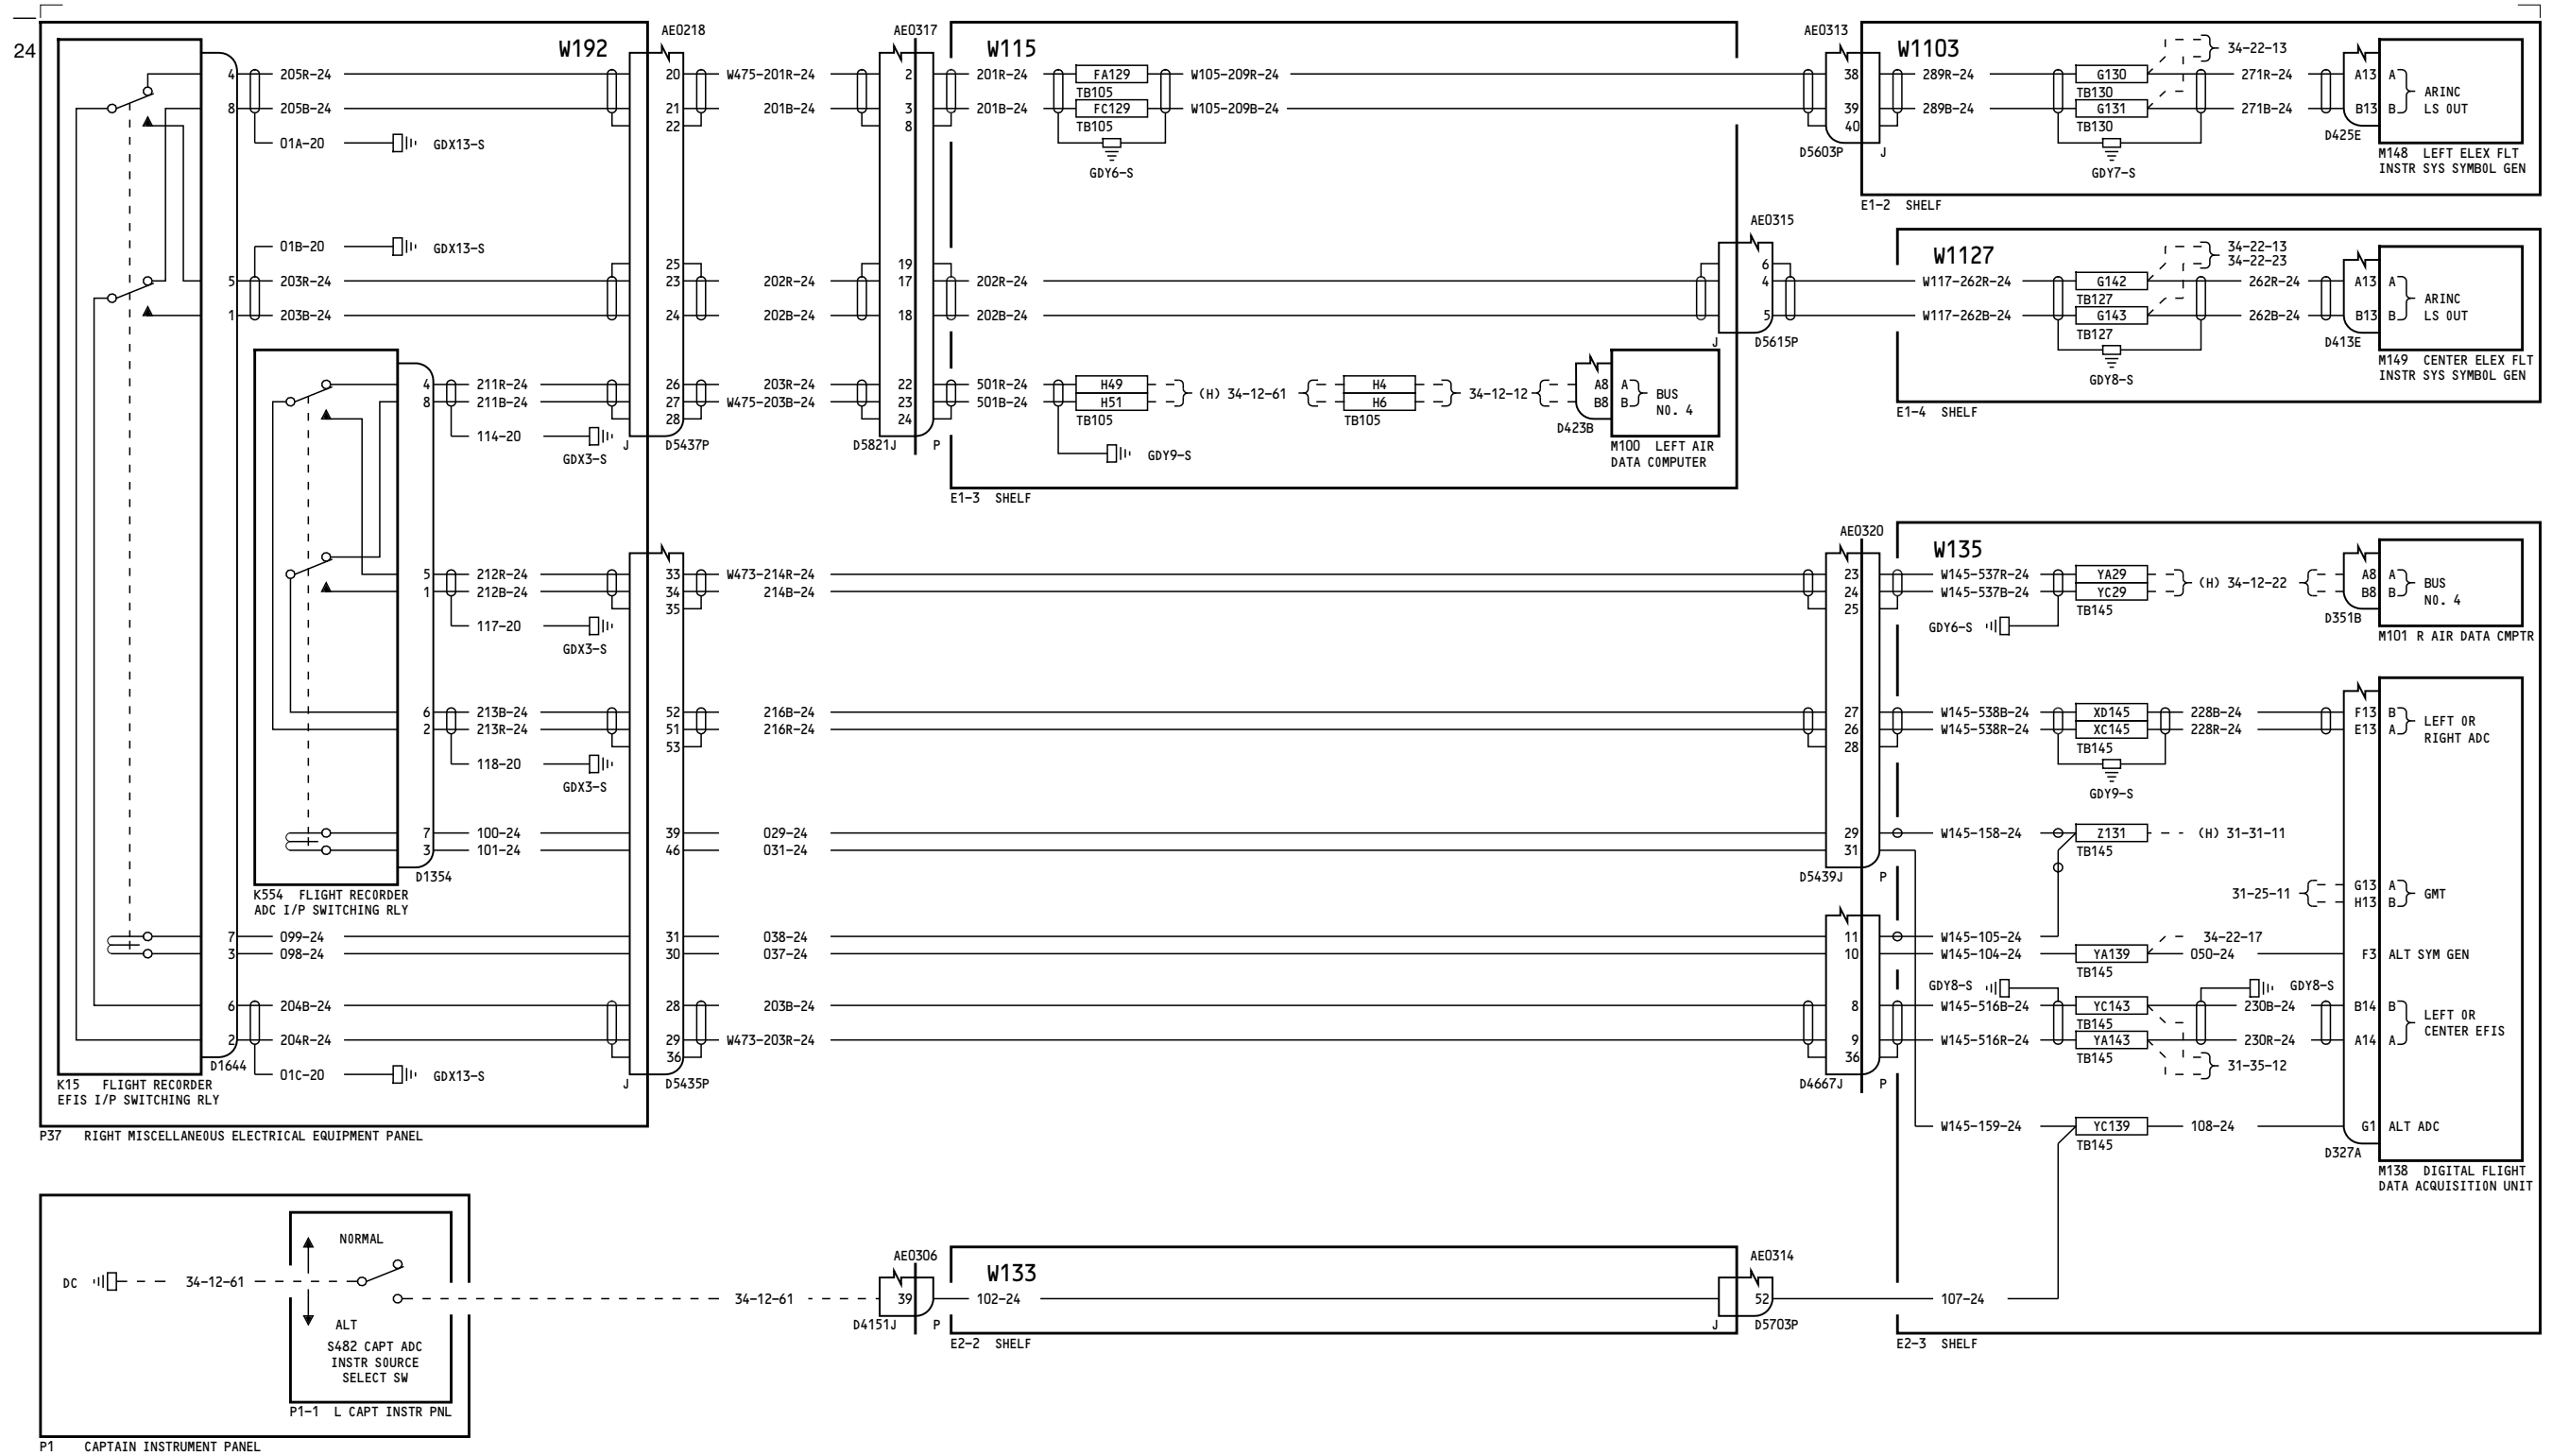 24
W192
AE0218
AE0317
W115
AE0313
W1103
34-22-13
4 205R-24 20 W475-201R-24 2 201R-24 FA129 W105-209R-24 38 289R-24 G130 271R-24 A13 A
TB105
TB130
ARINC
8 205B-24 21 201B-24 3 201B-24 FC129 W105-209B-24 39 289B-24 G131 271B-24 B13 B LS OUT
22 8 TB105 40 TB130
D425E
01A-20 GDX13-S
D5603P J
M148 LEFT ELEX FLT
INSTR SYS SYMBOL GEN
GDY6-S
GDY7-S
E1-2 SHELF
AE0315
01B-20 GDX13-S
W1127
34-22-13
34-22-23
25 19 6
5 203R-24 23 202R-24 17 202R-24 4 W117-262R-24 G142 262R-24 A13 A
TB127
ARINC
1 203B-24 24 202B-24 18 202B-24 5 W117-262B-24 G143 262B-24 B13 B LS OUT
TB127
J D5615P
D413E
M149 CENTER ELEX FLT
INSTR SYS SYMBOL GEN
GDY8-S
E1-4 SHELF
4 211R-24 26 203R-24 22 501R-24 H49 (H) 34-12-61 H4 34-12-12 A8 A BUS
8 211B-24 27 W475-203B-24 23 501B-24 H51 H6 B8 B NO. 4
28 24 TB105 TB105
D423B
114-20 GDX3-S
J D5437P
D5821J P
GDY9-S
M100 LEFT AIR
DATA COMPUTER
E1-3 SHELF
AE0320
W135
5 212R-24 33 W473-214R-24 23 W145-537R-24 YA29 (H) 34-12-22 A8 A BUS
1 212B-24 34 214B-24 24 W145-537B-24 YC29 B8 B NO. 4
35 25 TB145
D351B
117-20 GDX3-S
GDY6-S
M101 R AIR DATA CMPTR
6 213B-24 52 216B-24 27 W145-538B-24 XD145 228B-24 F13 B LEFT OR
2 213R-24 51 216R-24 26 W145-538R-24 XC145 228R-24 E13 A RIGHT ADC
53 28 TB145
118-20 GDX3-S
GDY9-S
7 100-24 39 029-24 29 W145-158-24 Z131 (H) 31-31-11
3 101-24 46 031-24 31 TB145
D1354
D5439J P
K554 FLIGHT RECORDER
ADC I/P SWITCHING RLY
31-25-11 G13 A GMT
H13 B
7 099-24 31 038-24 11 W145-105-24 34-22-17
3 098-24 30 037-24 10 W145-104-24 YA139 050-24 F3 ALT SYM GEN
TB145
GDY8-S GDY8-S
6 204B-24 28 203B-24 8 W145-516B-24 YC143 230B-24 B14 B LEFT OR
TB145
CENTER EFIS
2 204R-24 29 W473-203R-24 9 W145-516R-24 YA143 230R-24 A14 A
36 36 TB145
31-35-12
D1644
01C-20 GDX13-S
J D5435P
D4667J P
K15 FLIGHT RECORDER
EFIS I/P SWITCHING RLY
W145-159-24 YC139 108-24 G1 ALT ADC
TB145
D327A
P37 RIGHT MISCELLANEOUS ELECTRICAL EQUIPMENT PANEL
M138 DIGITAL FLIGHT
DATA ACQUISITION UNIT
NORMAL
AE0306
W133
AE0314
DC 34-12-61
34-12-61 39 102-24 52 107-24
ALT
D4151J P
J D5703P
E2-2 SHELF
E2-3 SHELF
S482 CAPT ADC
INSTR SOURCE
SELECT SW
P1-1 L CAPT INSTR PNL
P1 CAPTAIN INSTRUMENT PANEL